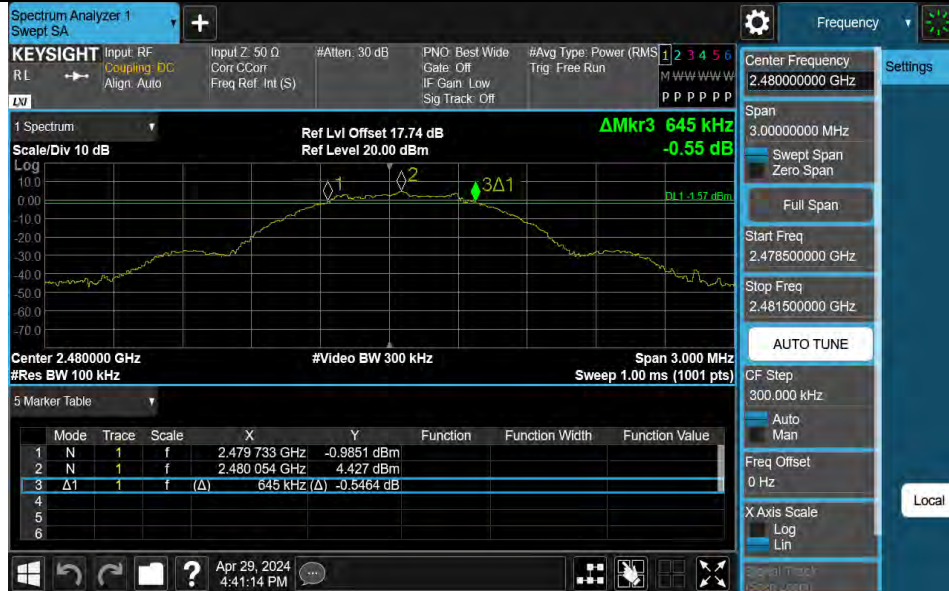 Spectrum Analyzer 1
Swept SA
+
Frequency
KEYSIGHT
RL
LXI
Input: RF
Coupling: DC
Align: Auto
Input Z: 50 Ω
Corr CCorr
Freq Ref: Int (S)
#Atten: 30 dB
PNO: Best Wide
Gate: Off
IF Gain: Low
Sig Track: Off
#Avg Type: Power (RMS
Trig: Free Run
1 2 3 4 5 6
M W W W W W
P P P P P P
1 Spectrum
Scale/Div 10 dB
Ref Lvl Offset 17.74 dB
Ref Level 20.00 dBm
ΔMkr3 645 kHz
-0.55 dB
Log
10.0
0.00
-10.0
-20.0
-30.0
-40.0
-50.0
-60.0
-70.0
1
2
3Δ1
DL1 -1.57 dBm
Center 2.480000 GHz
#Res BW 100 kHz
#Video BW 300 kHz
Span 3.000 MHz
Sweep 1.00 ms (1001 pts)
5 Marker Table
Mode Trace Scale X Y Function Function Width Function Value
1 N 1 f 2.479 733 GHz -0.9851 dBm
2 N 1 f 2.480 054 GHz 4.427 dBm
3 Δ1 1 f (Δ) 645 kHz (Δ) -0.5464 dB
4
5
6
?
Apr 29, 2024
4:41:14 PM
Center Frequency
2.480000000 GHz
Span
3.00000000 MHz
Swept Span
Zero Span
Full Span
Start Freq
2.478500000 GHz
Stop Freq
2.481500000 GHz
AUTO TUNE
CF Step
300.000 kHz
Auto
Man
Freq Offset
0 Hz
X Axis Scale
Log
Lin
Signal Track
(Span Zoom)
Settings
Local